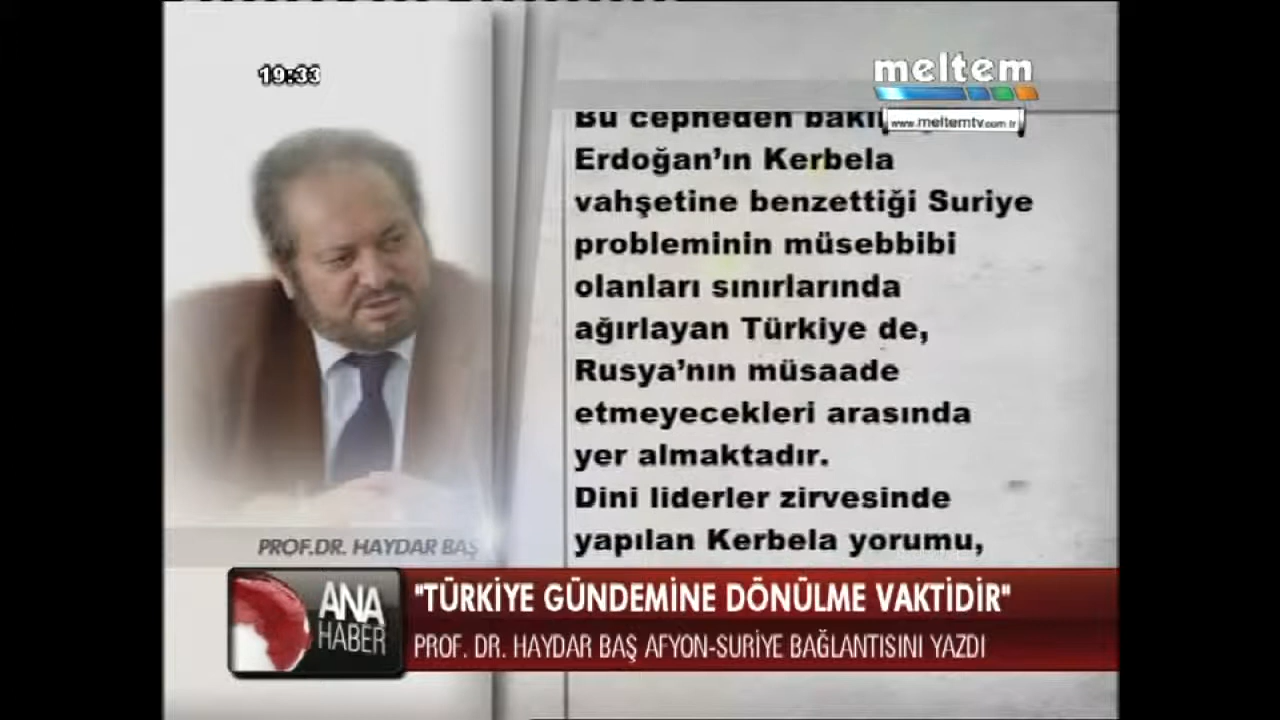 19:33
meltem
www.meltemtv.com.tr
Bu cepheden
Erdoğan'ın Kerbela
vahşetine benzettiği Suriye
probleminin müsebbibi
olanları sınırlarında
ağırlayan Türkiye de,
Rusya'nın müsaade
etmeyecekleri arasında
yer almaktadır.
Dini liderler zirvesinde
yapılan Kerbela yorumu,
PROF.DR. HAYDAR BAŞ
ANA
HABER
"TÜRKİYE GÜNDEMİNE DÖNÜLME VAKTİDİR"
PROF. DR. HAYDAR BAŞ AFYON-SURİYE BAĞLANTISINI YAZDI